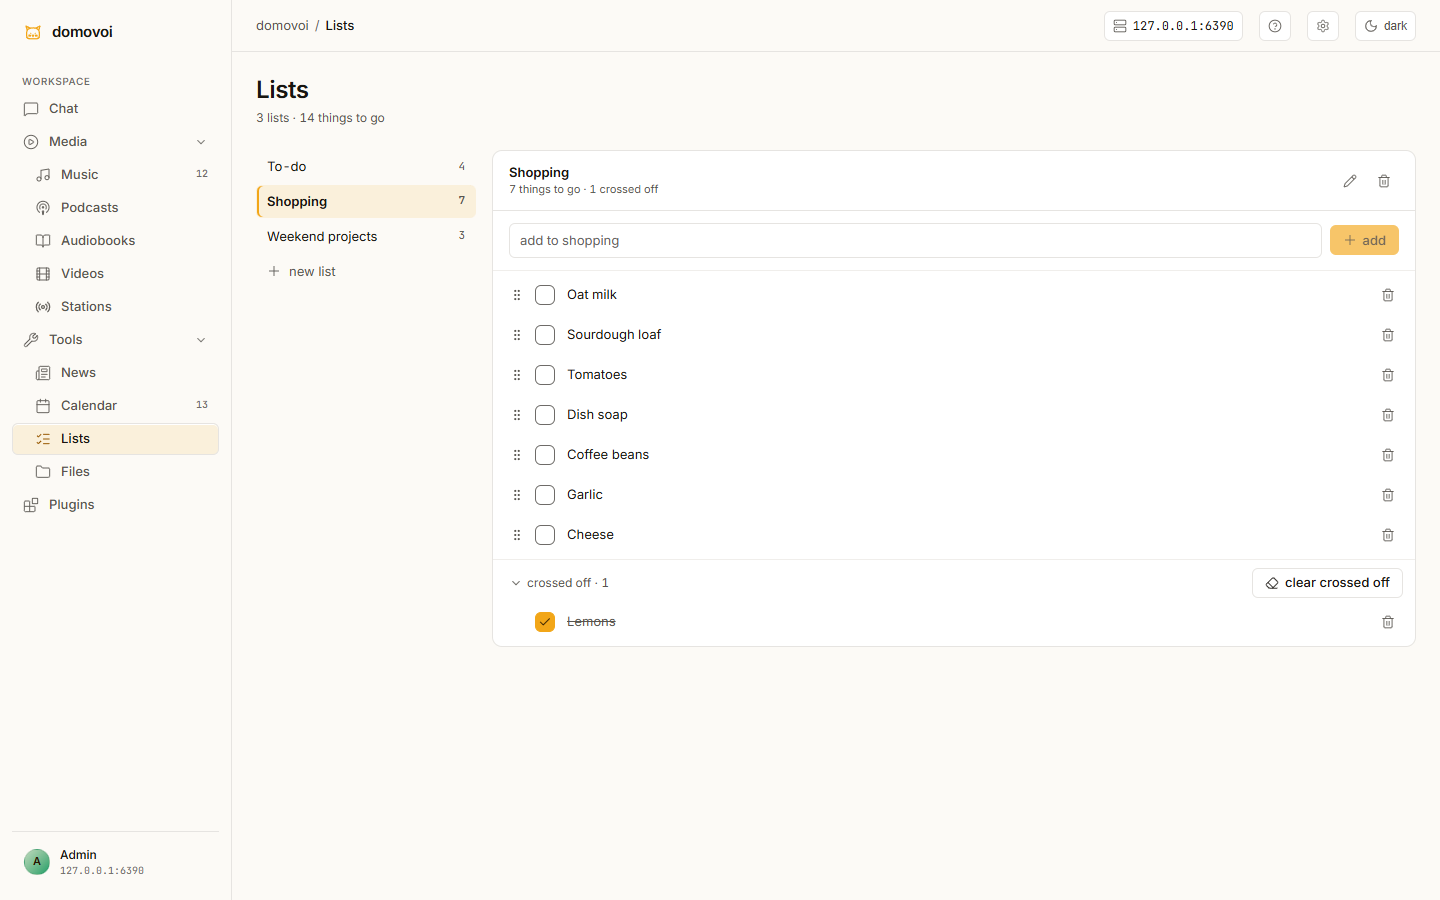 domovoi
WORKSPACE
Chat
Media
Music 12
Podcasts
Audiobooks
Videos
Stations
Tools
News
Calendar 13
Lists
Files
Plugins
A
Admin
127.0.0.1:6390
domovoi / Lists
127.0.0.1:6390
dark
Lists
3 lists · 14 things to go
To-do 4
Shopping 7
Weekend projects 3
new list
Shopping
7 things to go · 1 crossed off
add to shopping
add
Oat milk
Sourdough loaf
Tomatoes
Dish soap
Coffee beans
Garlic
Cheese
crossed off · 1
clear crossed off
Lemons